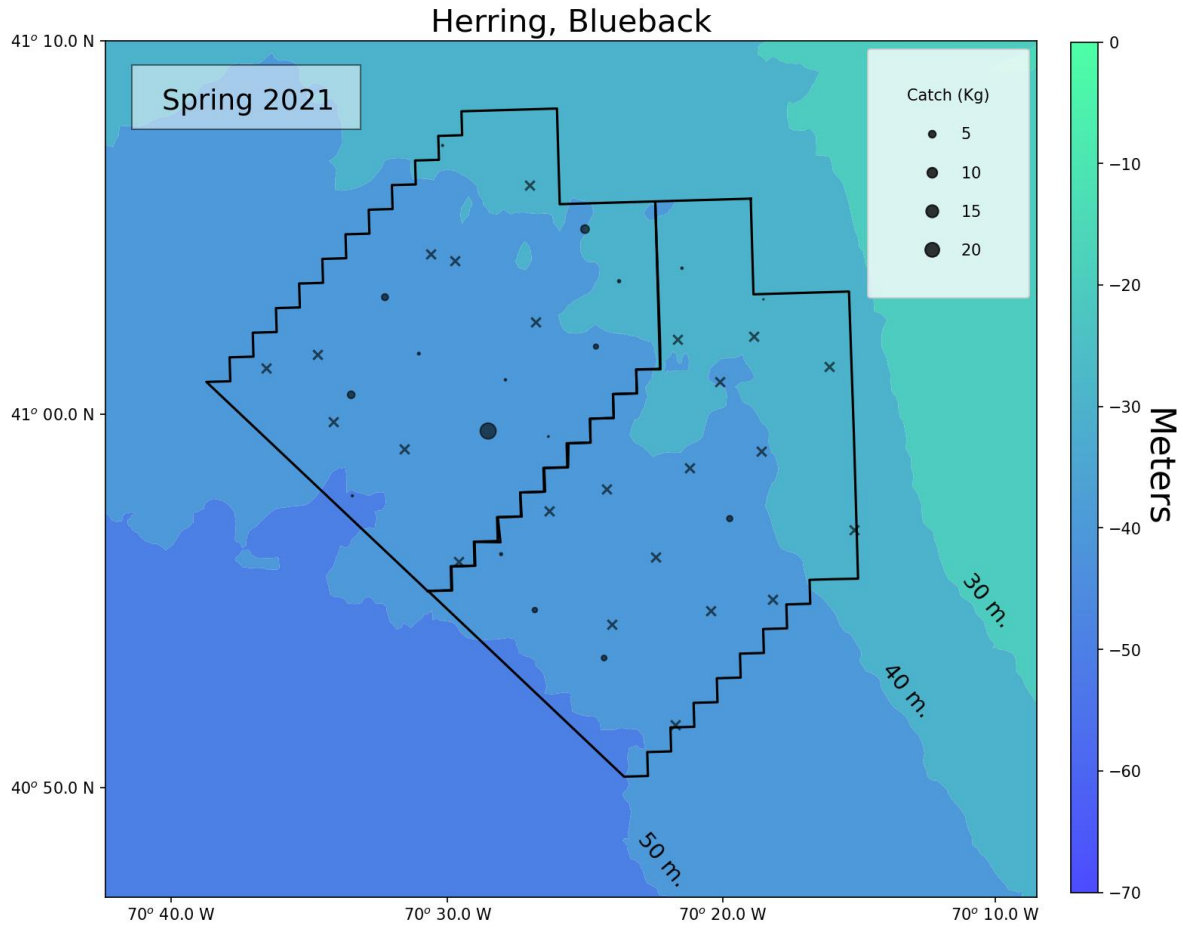 Herring, Blueback
41° 10.0 N
Spring 2021
Catch (Kg)
5
10
15
20
41° 00.0 N
40° 50.0 N
30 m.
40 m.
50 m.
70° 40.0 W
70° 30.0 W
70° 20.0 W
70° 10.0 W
0
−10
−20
−30
−40
−50
−60
−70
Meters